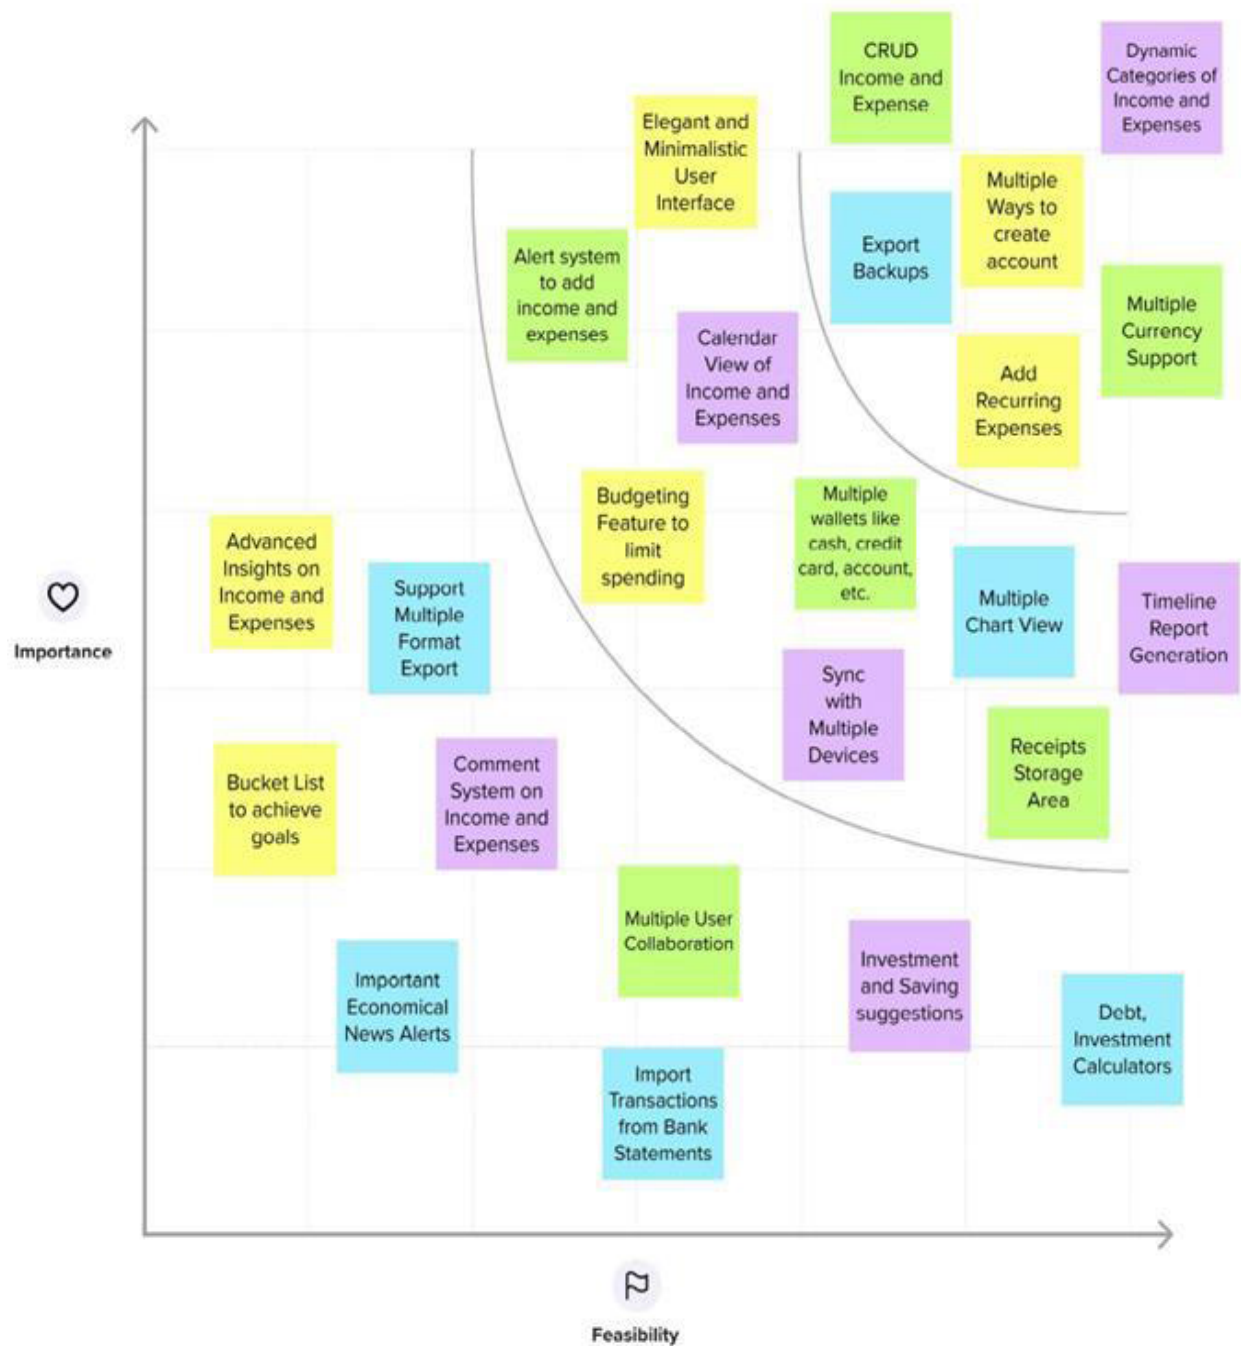 CRUD
Income and
Expense
Dynamic
Categories of
Income and
Expenses
Elegant and
Minimalistic
User
Interface
Multiple
Ways to
create
account
Export
Backups
Alert system
to add
income and
expenses
Multiple
Currency
Support
Calendar
View of
Income and
Expenses
Add
Recurring
Expenses
Budgeting
Feature to
limit
spending
Multiple
wallets like
cash, credit
card, account,
etc.
Advanced
Insights on
Income and
Expenses
Support
Multiple
Format
Export
Multiple
Chart View
Timeline
Report
Generation
Importance
Sync
with
Multiple
Devices
Receipts
Storage
Area
Bucket List
to achieve
goals
Comment
System on
Income and
Expenses
Multiple User
Collaboration
Investment
and Saving
suggestions
Important
Economical
News Alerts
Debt,
Investment
Calculators
Import
Transactions
from Bank
Statements
Feasibility